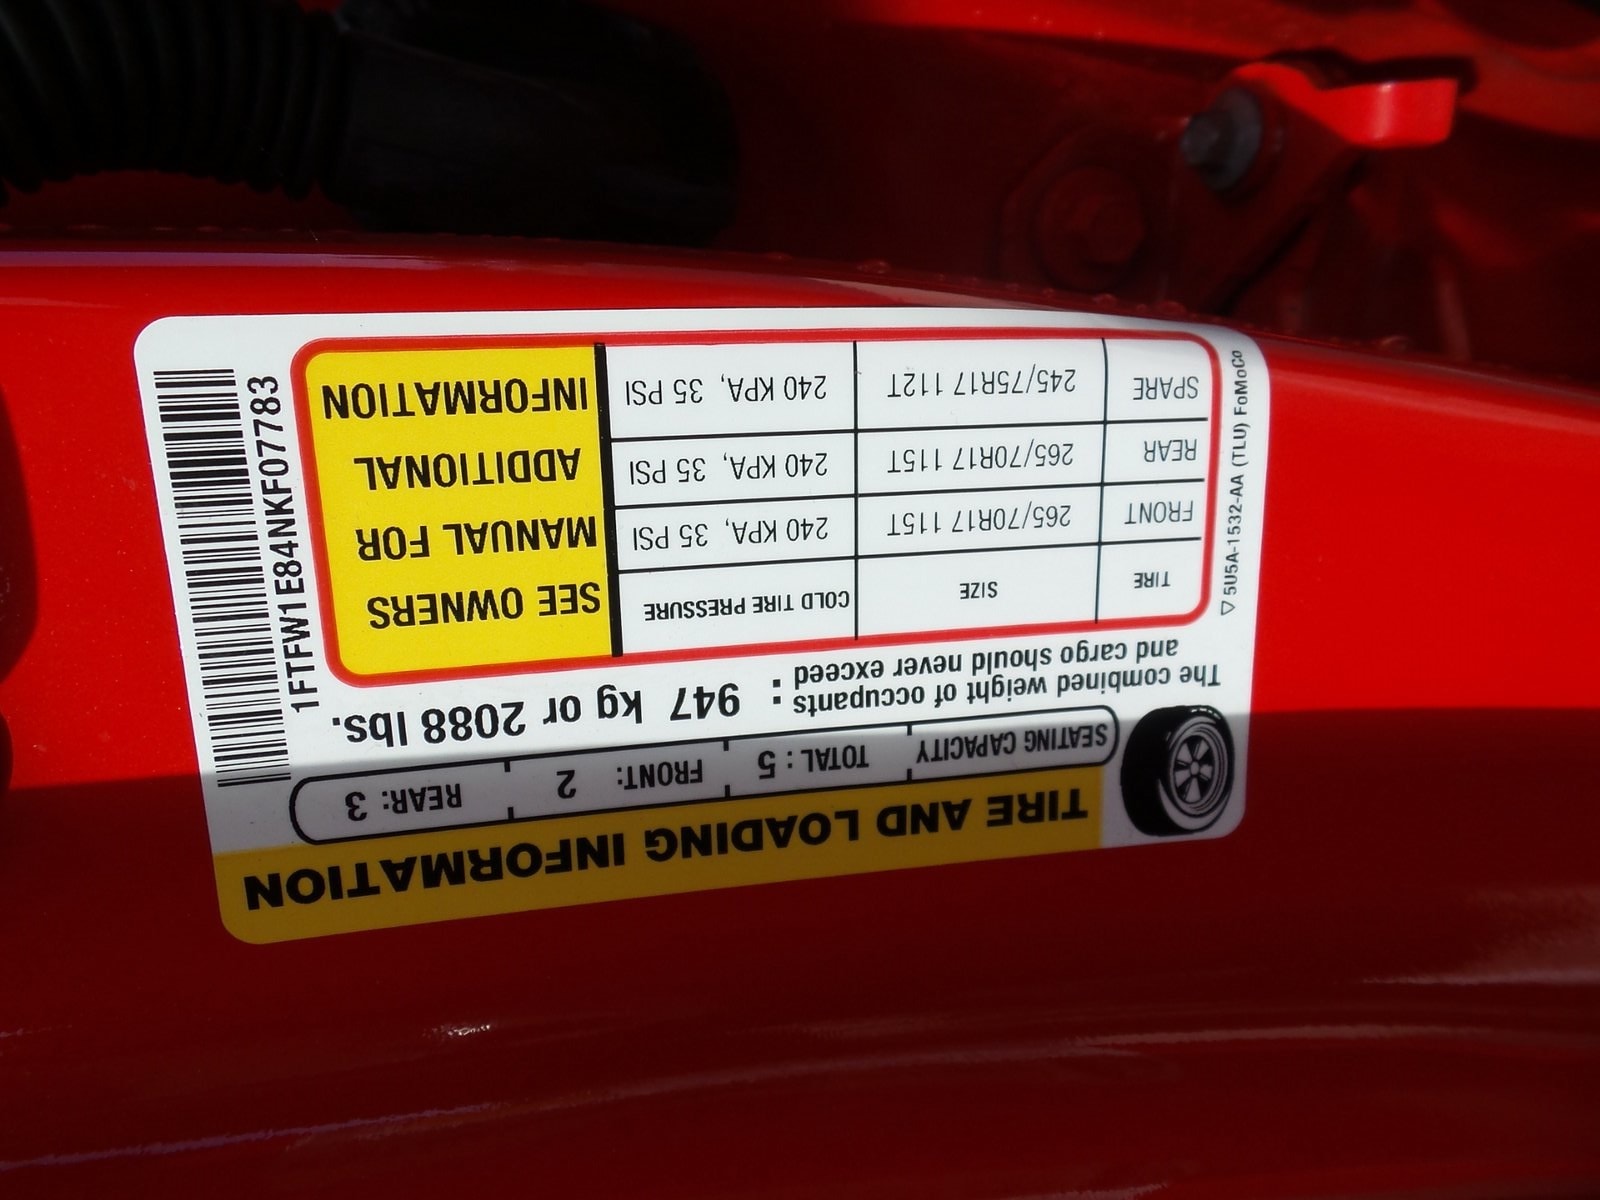 TIRE AND LOADING INFORMATION
SEATING CAPACITY TOTAL : 5 FRONT: 2 REAR: 3
The combined weight of occupants
and cargo should never exceed : 947 kg or 2088 lbs.
TIRE SIZE COLD TIRE PRESSURE
FRONT 265/70R17 115T 240 KPA, 35 PSI
REAR 265/70R17 115T 240 KPA, 35 PSI
SPARE 245/75R17 112T 240 KPA, 35 PSI
SEE OWNERS
MANUAL FOR
ADDITIONAL
INFORMATION
1FTFW1E84NKF07783
5U5A-1532-AA (TLU) FoMoCo